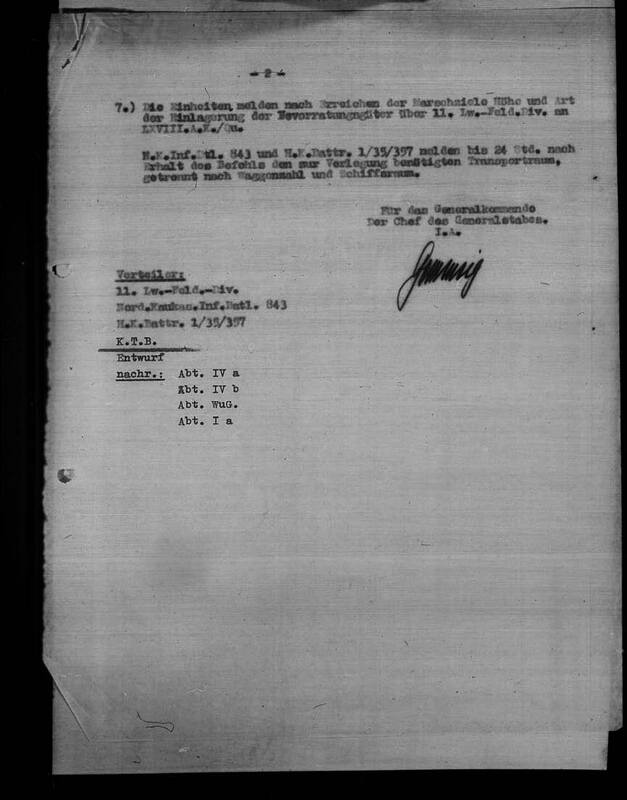 - 2 -
7.) Die Einheiten melden nach Erreichen der Marschziele Höhe und Art
der Einlagerung der Bevorratungsgüter über 11. Lw.-Feld.Div. an
LXVIII.A.K./Qu.
N.K.Inf.Btl. 843 und H.K.Battr. 1/35/397 melden bis 24 Std. nach
Erhalt des Befehls den zur Verlegung benötigten Transportraum,
getrennt nach Waggonzahl und Schiffsraum.
Für das Generalkommando
Der Chef des Generalstabes.
I.A.
Verteiler:
11. Lw.-Feld.-Div.
Nord.Kaukas.Inf.Batl. 843
H.K.Battr. 1/35/397
K.T.B.
Entwurf
nachr.: Abt. IV a
Abt. IV b
Abt. WuG.
Abt. I a